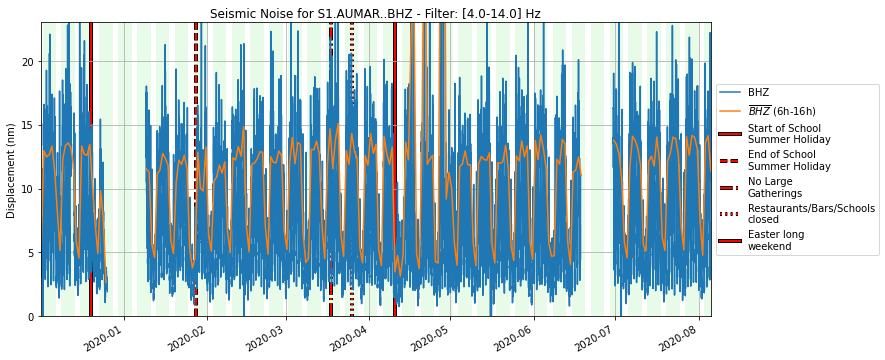 Seismic Noise for S1.AUMAR..BHZ - Filter: [4.0-14.0] Hz
Displacement (nm)
20
15
10
5
0
2020-01
2020-02
2020-03
2020-04
2020-05
2020-06
2020-07
2020-08
BHZ
BHZ (6h-16h)
Start of School
Summer Holiday
End of School
Summer Holiday
No Large
Gatherings
Restaurants/Bars/Schools
closed
Easter long
weekend